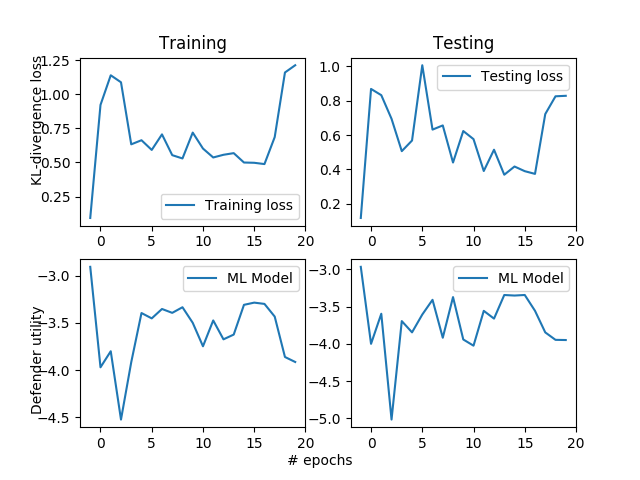 Training
Testing
KL-divergence loss
1.25
1.00
0.75
0.50
0.25
Training loss
0 5 10 15 20
1.0
0.8
0.6
0.4
0.2
Testing loss
0 5 10 15 20
Defender utility
−3.0
−3.5
−4.0
−4.5
ML Model
0 5 10 15 20
−3.0
−3.5
−4.0
−4.5
−5.0
ML Model
0 5 10 15 20
# epochs